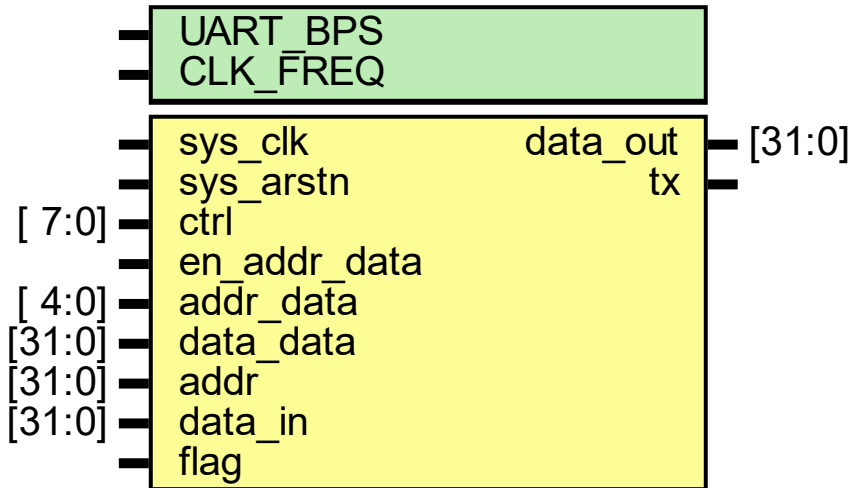 UART_BPS
CLK_FREQ
sys_clk data_out [31:0]
sys_arstn tx
[ 7:0] ctrl
en_addr_data
[ 4:0] addr_data
[31:0] data_data
[31:0] addr
[31:0] data_in
flag